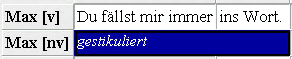 Max [v] Du fällst mir immer ins Wort.
Max [nv] gestikuliert